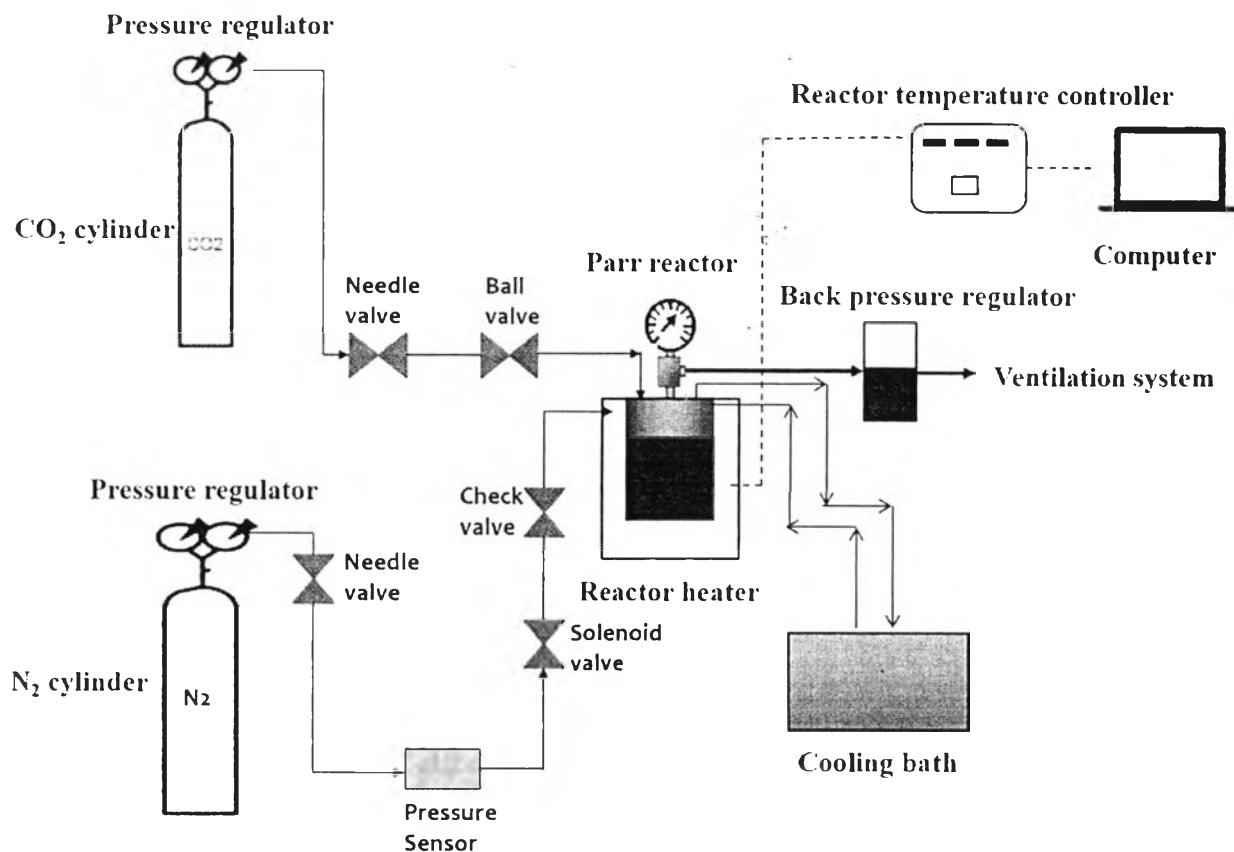 Pressure regulator
Reactor temperature controller
CO₂ cylinder
CO2
Computer
Parr reactor
Needle
valve
Ball
valve
Back pressure regulator
Ventilation system
Pressure regulator
Check
valve
Needle
valve
Reactor heater
Solenoid
valve
N₂ cylinder
N2
Cooling bath
Pressure
Sensor